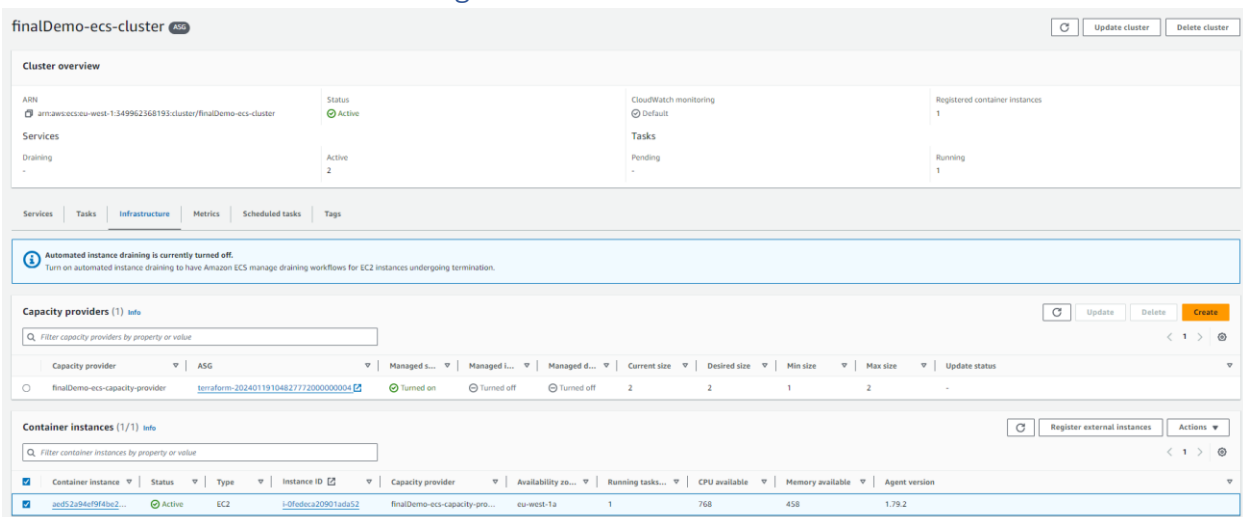 finalDemo-ecs-cluster ASG
Update cluster Delete cluster
Cluster overview
ARN Status CloudWatch monitoring Registered container instances
arn:aws:ecs:eu-west-1:549962368193:cluster/finalDemo-ecs-cluster Active Default 1
Services Tasks
Draining Active Pending Running
- 2 - 1
Services Tasks Infrastructure Metrics Scheduled tasks Tags
Automated instance draining is currently turned off.
Turn on automated instance draining to have Amazon ECS manage draining workflows for EC2 instances undergoing termination.
Capacity providers (1) Info
Update Delete Create
Filter capacity providers by property or value
< 1 >
Capacity provider ASG Managed s... Managed i... Managed d... Current size Desired size Min size Max size Update status
finalDemo-ecs-capacity-provider Turned on Turned off Turned off 2 2 1 2 -
Container instances (1/1) Info
Register external instances Actions
Filter container instances by property or value
< 1 >
Container instance Status Type Instance ID Capacity provider Availability zo... Running tasks... CPU available Memory available Agent version
aed52a94ef9f4be2... Active EC2 i-0fedeca20901ada52 finalDemo-ecs-capacity-pro... eu-west-1a 1 768 458 1.79.2